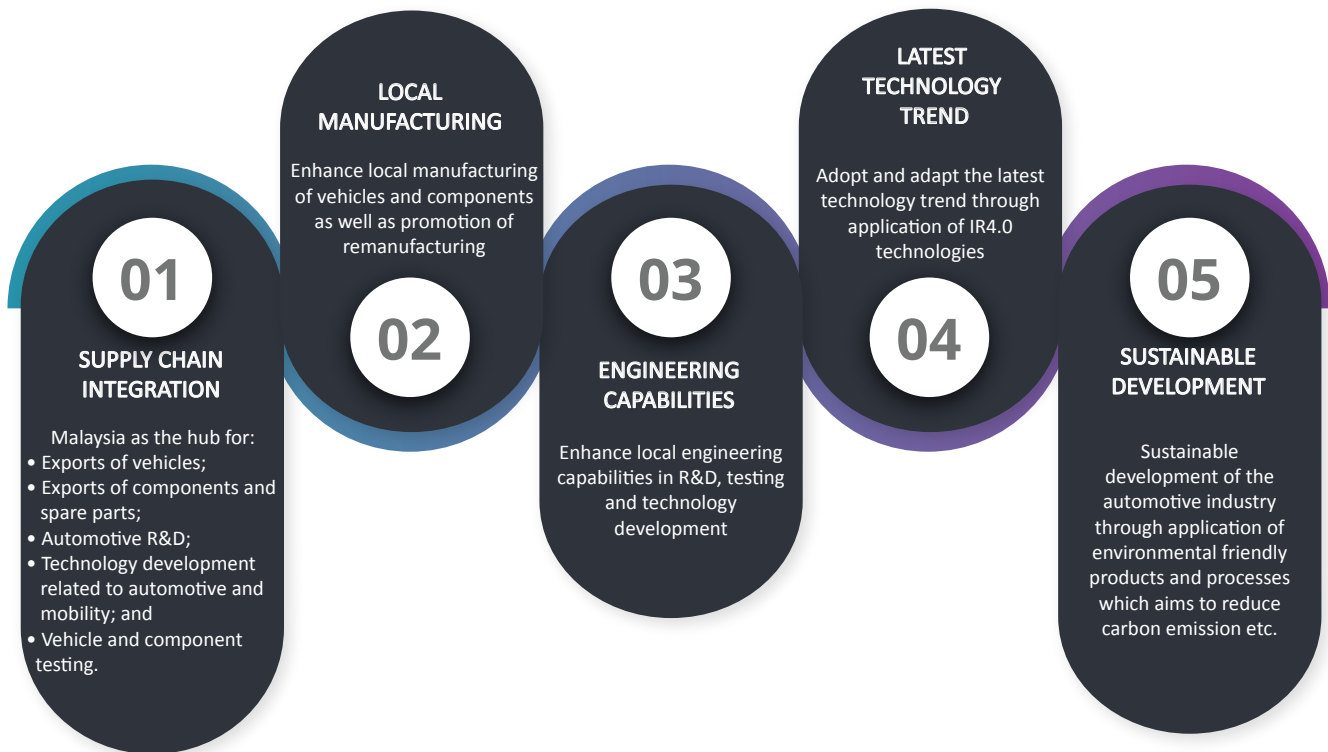 01
SUPPLY CHAIN
INTEGRATION
Malaysia as the hub for:
• Exports of vehicles;
• Exports of components and
spare parts;
• Automotive R&D;
• Technology development
related to automotive and
mobility; and
• Vehicle and component
testing.
LOCAL
MANUFACTURING
Enhance local manufacturing
of vehicles and components
as well as promotion of
remanufacturing
02
03
ENGINEERING
CAPABILITIES
Enhance local engineering
capabilities in R&D, testing
and technology
development
LATEST
TECHNOLOGY
TREND
Adopt and adapt the latest
technology trend through
application of IR4.0
technologies
04
05
SUSTAINABLE
DEVELOPMENT
Sustainable
development of the
automotive industry
through application of
environmental friendly
products and processes
which aims to reduce
carbon emission etc.